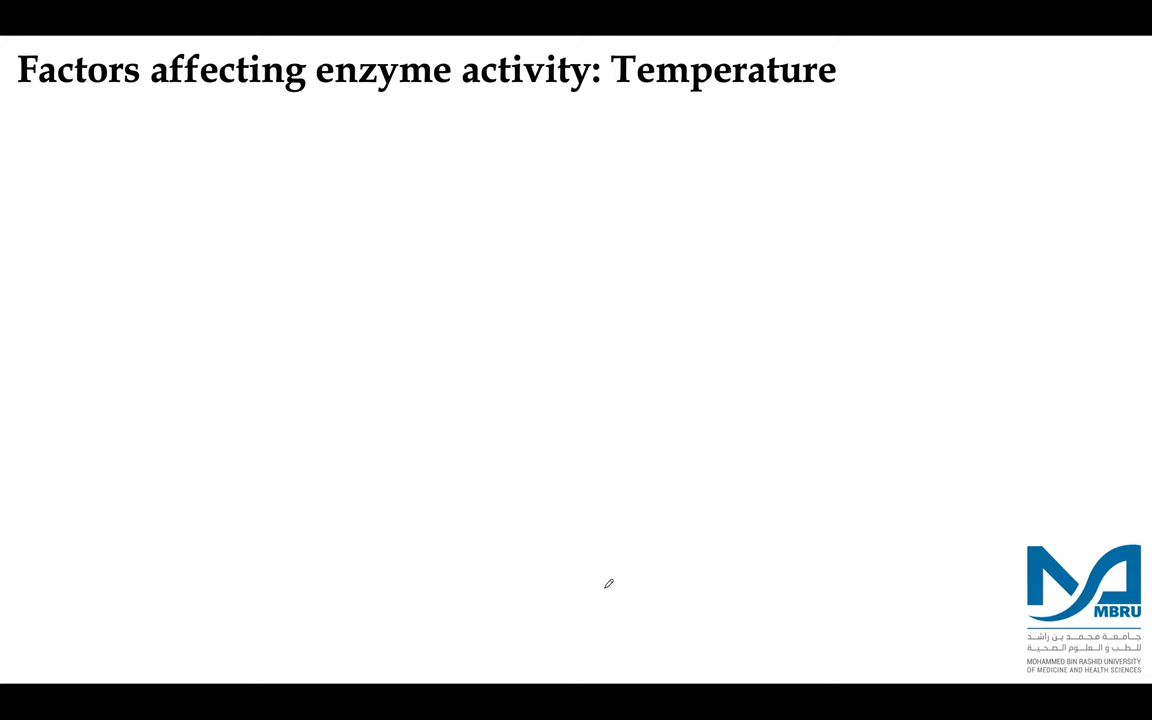 Factors affecting enzyme activity: Temperature
MBRU
جـامـعـة محـمـد بـن راشـد
للـطـب و الـعـلـوم الـصـحـيـة
MOHAMMED BIN RASHID UNIVERSITY
OF MEDICINE AND HEALTH SCIENCES